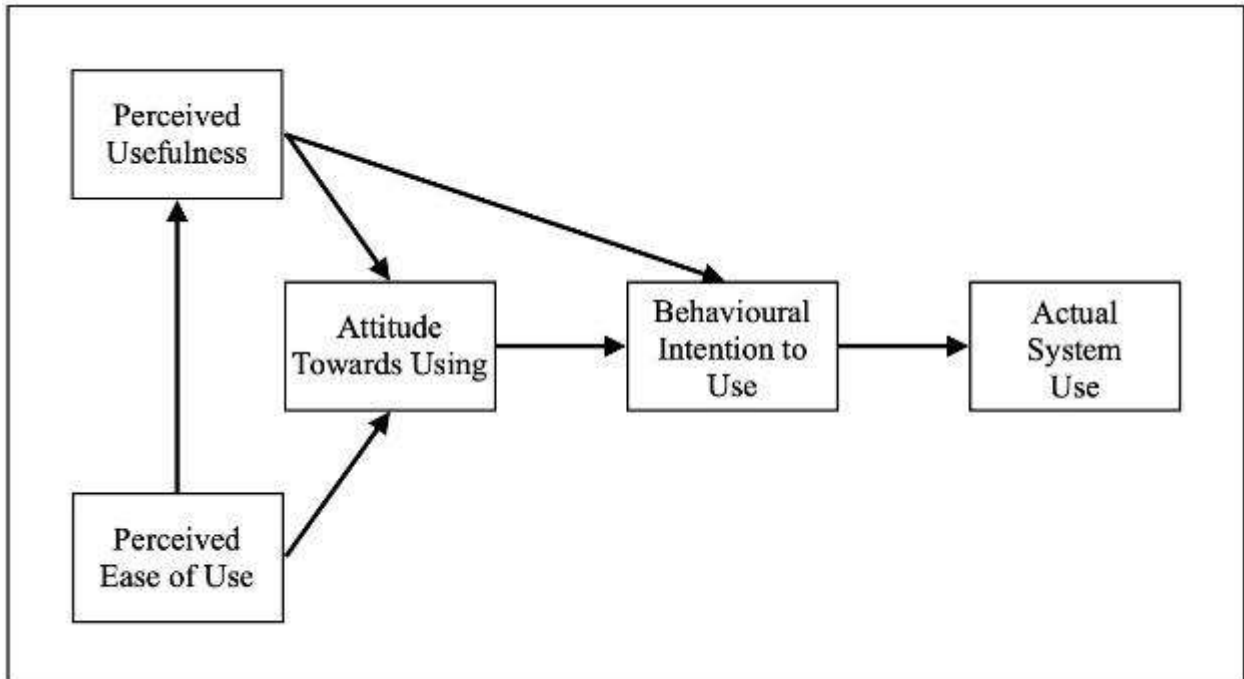 Perceived
Usefulness
Attitude
Towards Using
Behavioural
Intention to
Use
Actual
System
Use
Perceived
Ease of Use